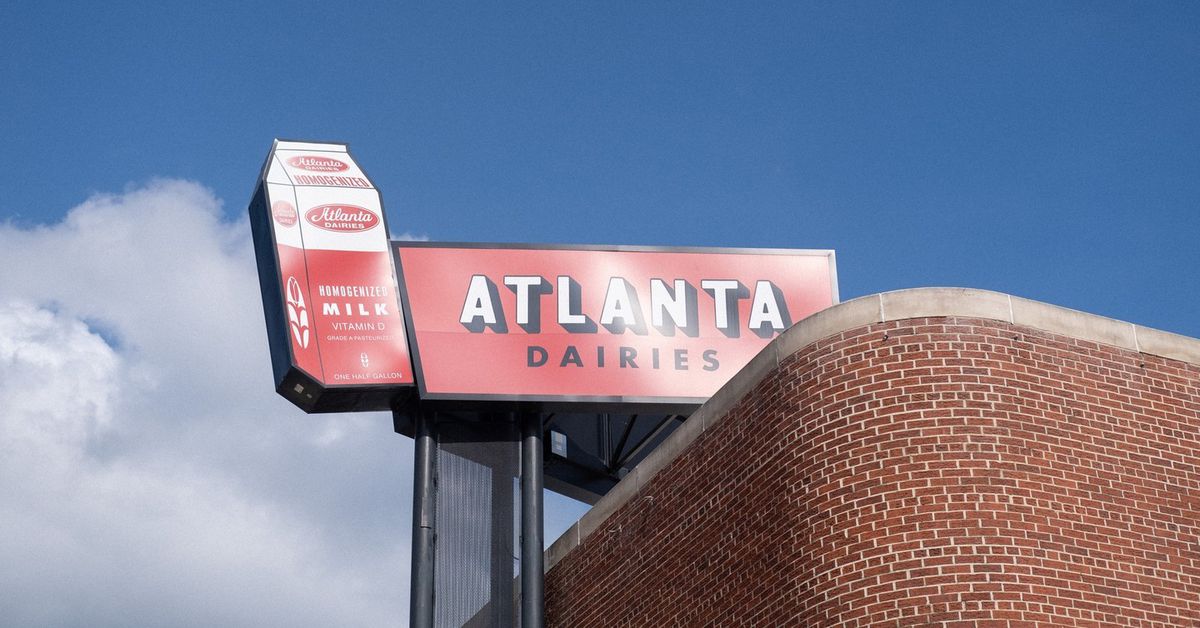 Atlanta
DAIRIES
HOMOGENIZED
Atlanta
DAIRIES
HOMOGENIZED
MILK
VITAMIN D
GRADE A PASTEURIZED
ONE HALF GALLON
ATLANTA
DAIRIES